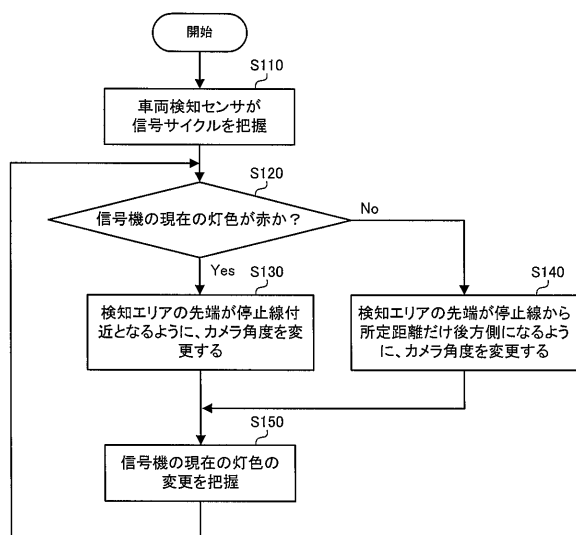 開始
S110
車両検知センサが
信号サイクルを把握
S120
信号機の現在の灯色が赤か？
No
Yes
S130
検知エリアの先端が停止線付
近となるように、カメラ角度を変
更する
S140
検知エリアの先端が停止線から
所定距離だけ後方側になるよう
に、カメラ角度を変更する
S150
信号機の現在の灯色の
変更を把握